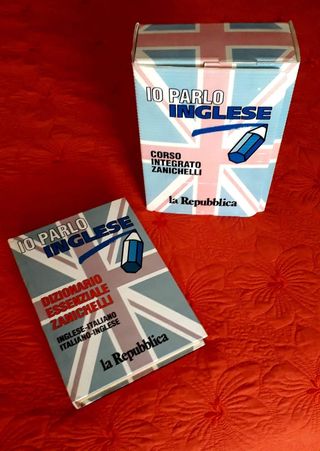 IO PARLO
INGLESE
CORSO
INTEGRATO
ZANICHELLI
la Repubblica
IO PARLO
INGLESE
DIZIONARIO
ESSENZIALE
ZANICHELLI
INGLESE-ITALIANO
ITALIANO-INGLESE
la Repubblica